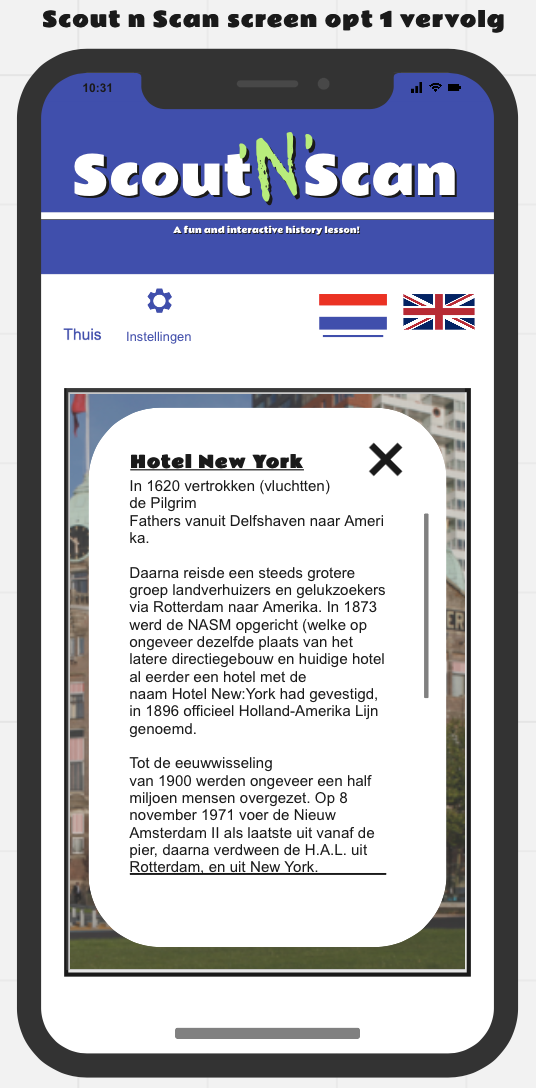 Scout n Scan screen opt 1 vervolg
10:31
Scout'N'Scan
A fun and interactive history lesson!
Thuis
Instellingen
Hotel New York
In 1620 vertrokken (vluchtten)
de Pilgrim
Fathers vanuit Delfshaven naar Ameri
ka.
Daarna reisde een steeds grotere
groep landverhuizers en gelukzoekers
via Rotterdam naar Amerika. In 1873
werd de NASM opgericht (welke op
ongeveer dezelfde plaats van het
latere directiegebouw en huidige hotel
al eerder een hotel met de
naam Hotel New:York had gevestigd,
in 1896 officieel Holland-Amerika Lijn
genoemd.
Tot de eeuwwisseling
van 1900 werden ongeveer een half
miljoen mensen overgezet. Op 8
november 1971 voer de Nieuw
Amsterdam II als laatste uit vanaf de
pier, daarna verdween de H.A.L. uit
Rotterdam, en uit New York.